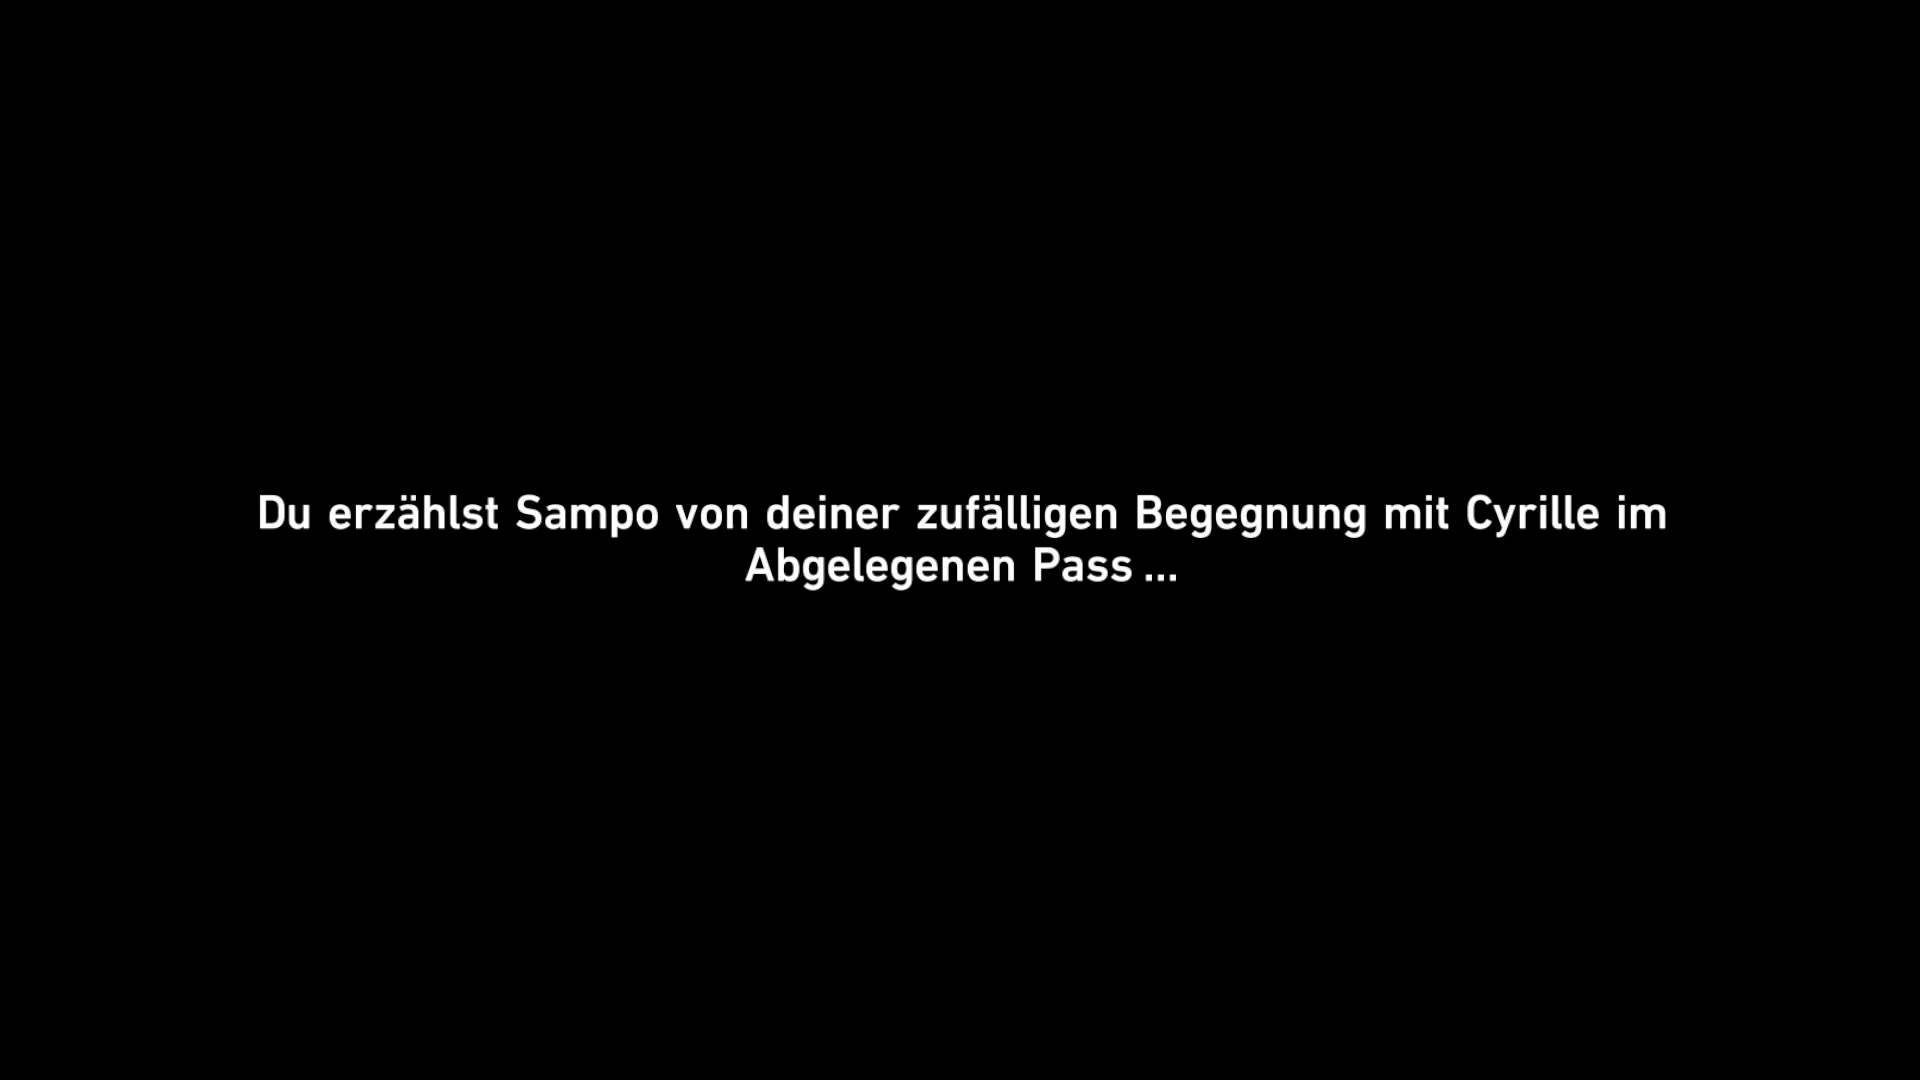 Du erzählst Sampo von deiner zufälligen Begegnung mit Cyrille im
Abgelegenen Pass ...